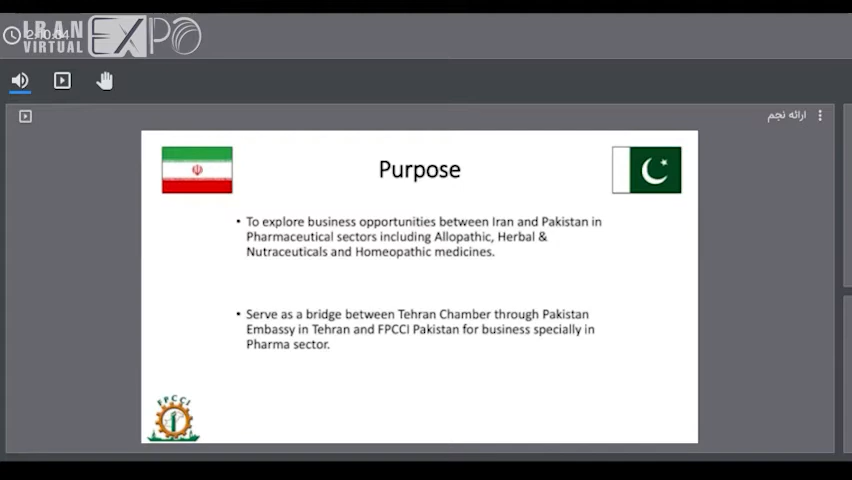 IRAN
VIRTUAL
EXPO
ارائه نجم
Purpose
• To explore business opportunities between Iran and Pakistan in
Pharmaceutical sectors including Allopathic, Herbal &
Nutraceuticals and Homeopathic medicines.
• Serve as a bridge between Tehran Chamber through Pakistan
Embassy in Tehran and FPCCI Pakistan for business specially in
Pharma sector.
FPCCI